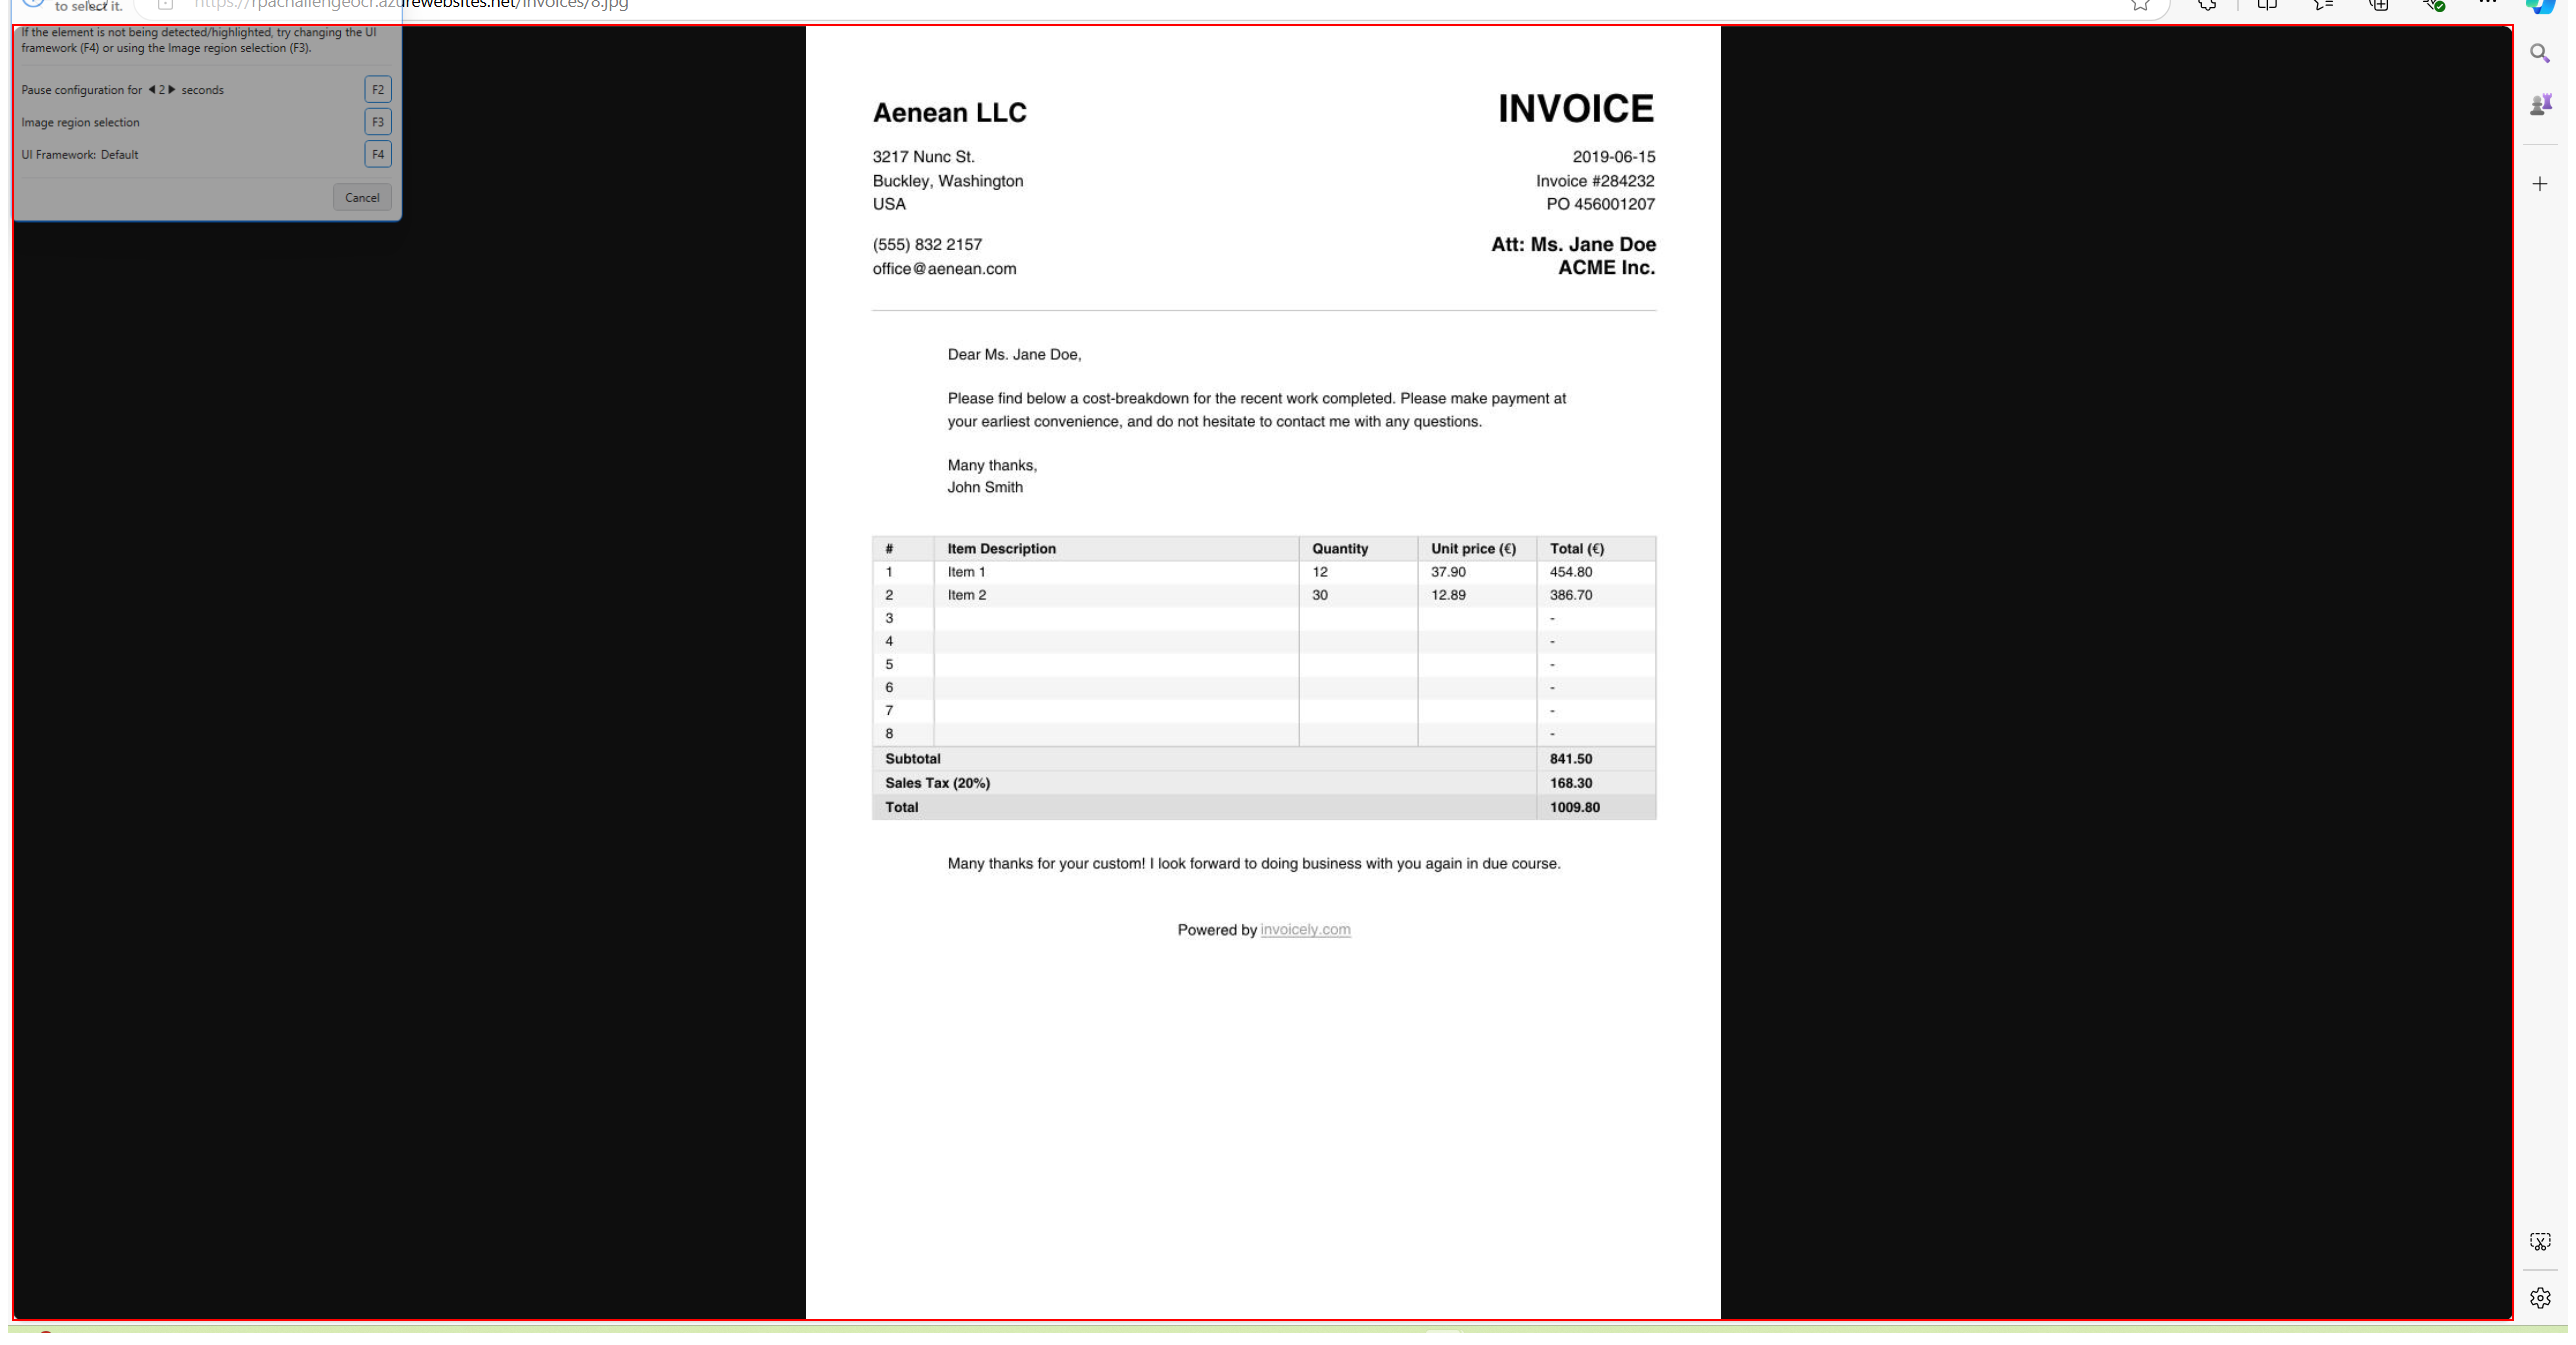 to select it.
https://rpachallengeocr.azurewebsites.net/invoices/8.jpg
If the element is not being detected/highlighted, try changing the UI
framework (F4) or using the Image region selection (F3).
Pause configuration for 2 seconds F2
Image region selection F3
UI Framework: Default F4
Cancel
Aenean LLC
INVOICE
3217 Nunc St.
2019-06-15
Buckley, Washington
Invoice #284232
USA
PO 456001207
(555) 832 2157
Att: Ms. Jane Doe
office@aenean.com
ACME Inc.
Dear Ms. Jane Doe,
Please find below a cost-breakdown for the recent work completed. Please make payment at
your earliest convenience, and do not hesitate to contact me with any questions.
Many thanks,
John Smith
# Item Description Quantity Unit price (€) Total (€)
1 Item 1 12 37.90 454.80
2 Item 2 30 12.89 386.70
3 -
4 -
5 -
6 -
7 -
8 -
Subtotal 841.50
Sales Tax (20%) 168.30
Total 1009.80
Many thanks for your custom! I look forward to doing business with you again in due course.
Powered by invoicely.com